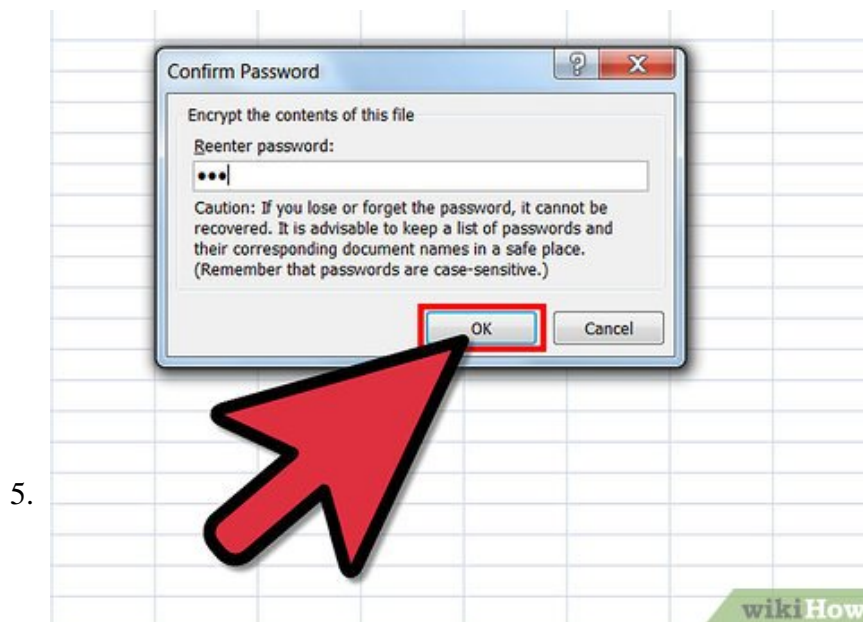 Confirm Password
Encrypt the contents of this file
Reenter password:
•••
Caution: If you lose or forget the password, it cannot be
recovered. It is advisable to keep a list of passwords and
their corresponding document names in a safe place.
(Remember that passwords are case-sensitive.)
OK
Cancel
5.
wikiHow